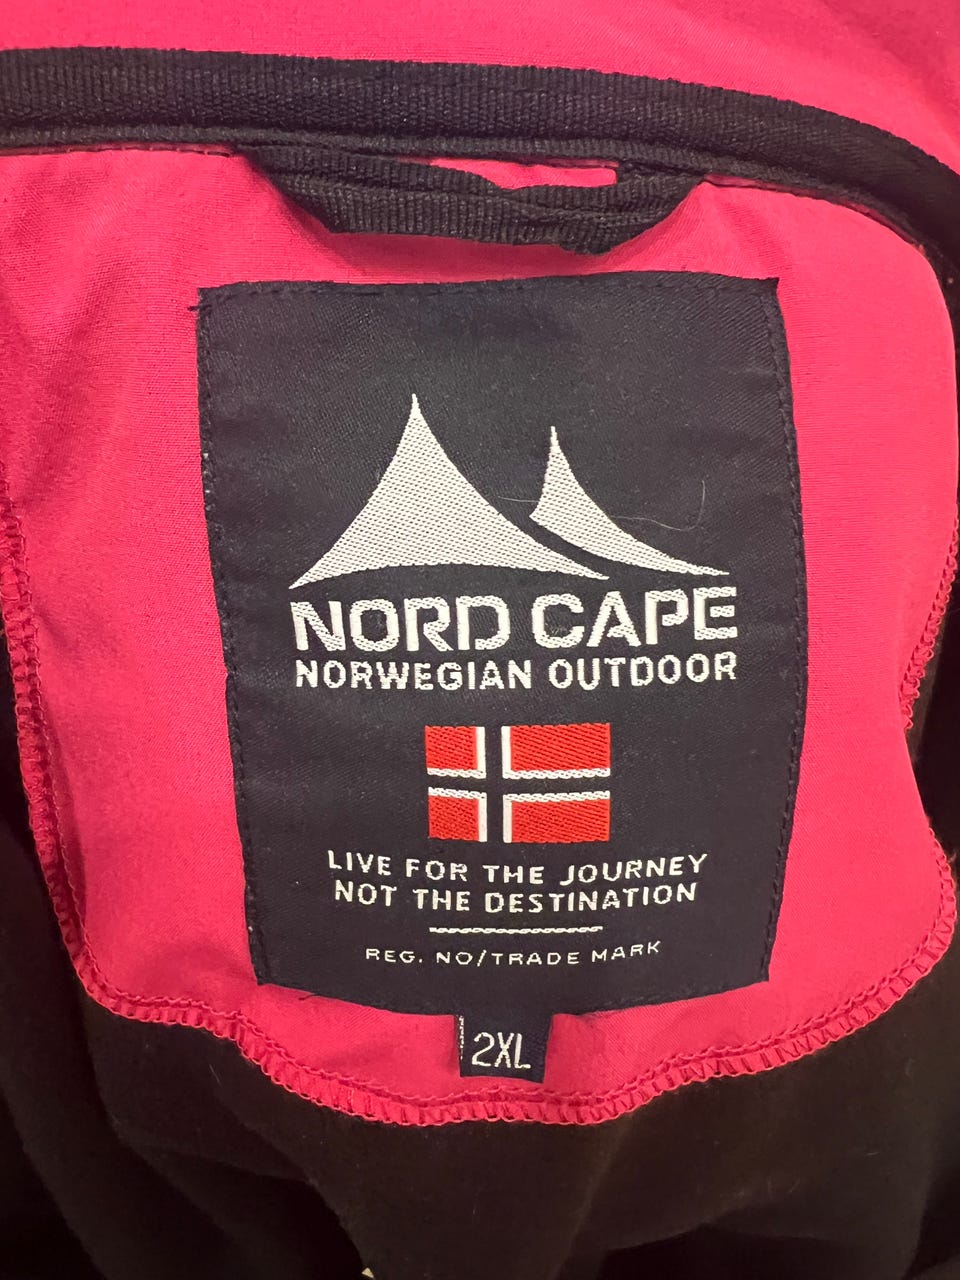 NORD CAPE
NORWEGIAN OUTDOOR
LIVE FOR THE JOURNEY
NOT THE DESTINATION
REG. NO/TRADE MARK
2XL